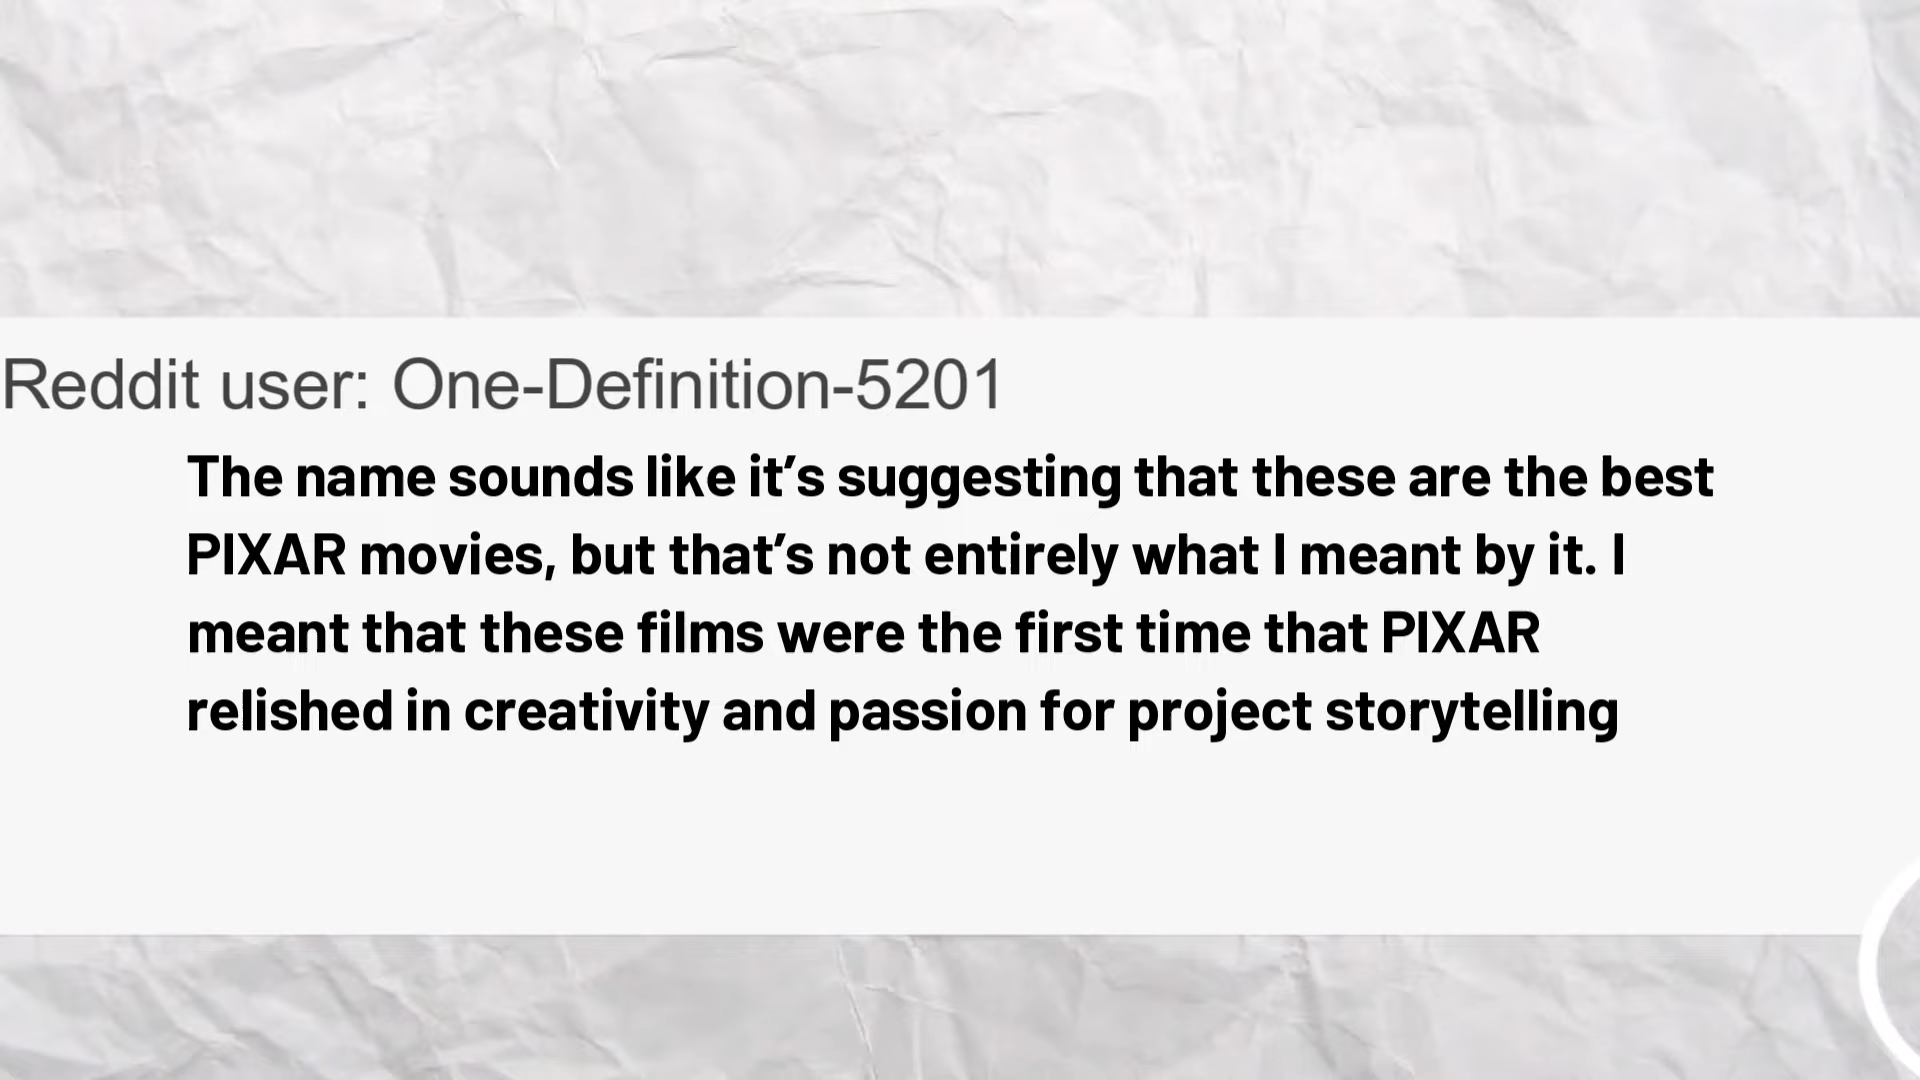 Reddit user: One-Definition-5201
The name sounds like it’s suggesting that these are the best
PIXAR movies, but that’s not entirely what I meant by it. I
meant that these films were the first time that PIXAR
relished in creativity and passion for project storytelling